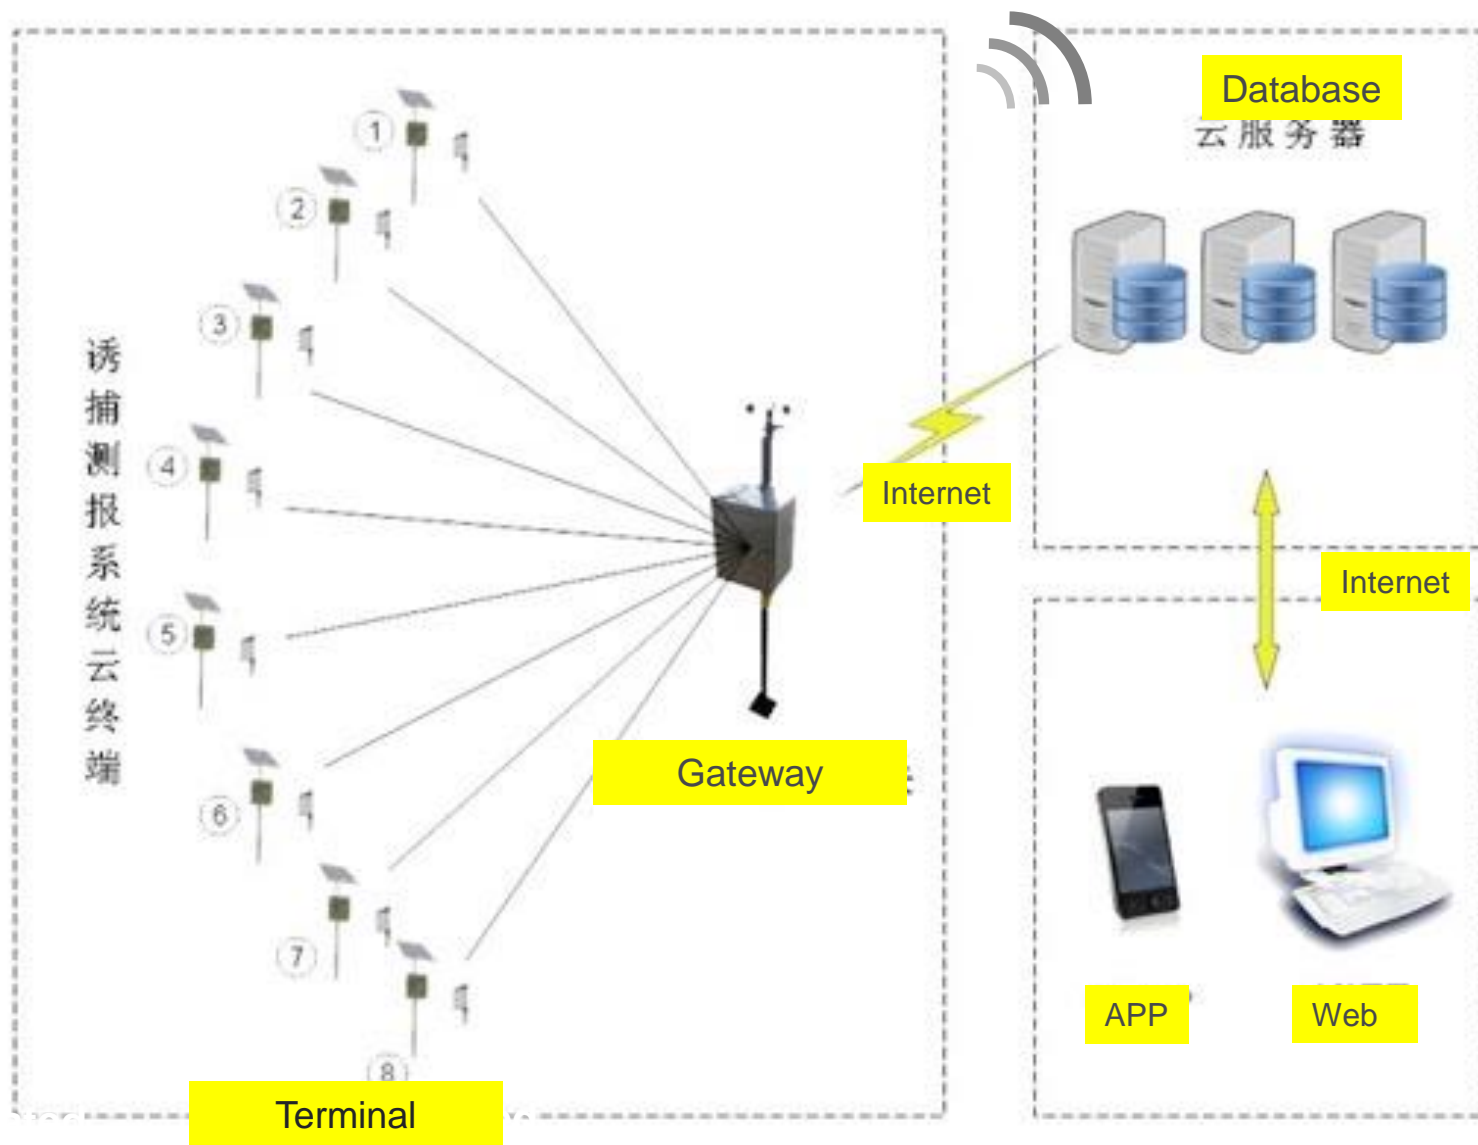 Database
云服务器
①
②
③
④
⑤
⑥
⑦
⑧
诱捕测报系统云终端
Internet
Internet
Gateway
APP
Web
Terminal